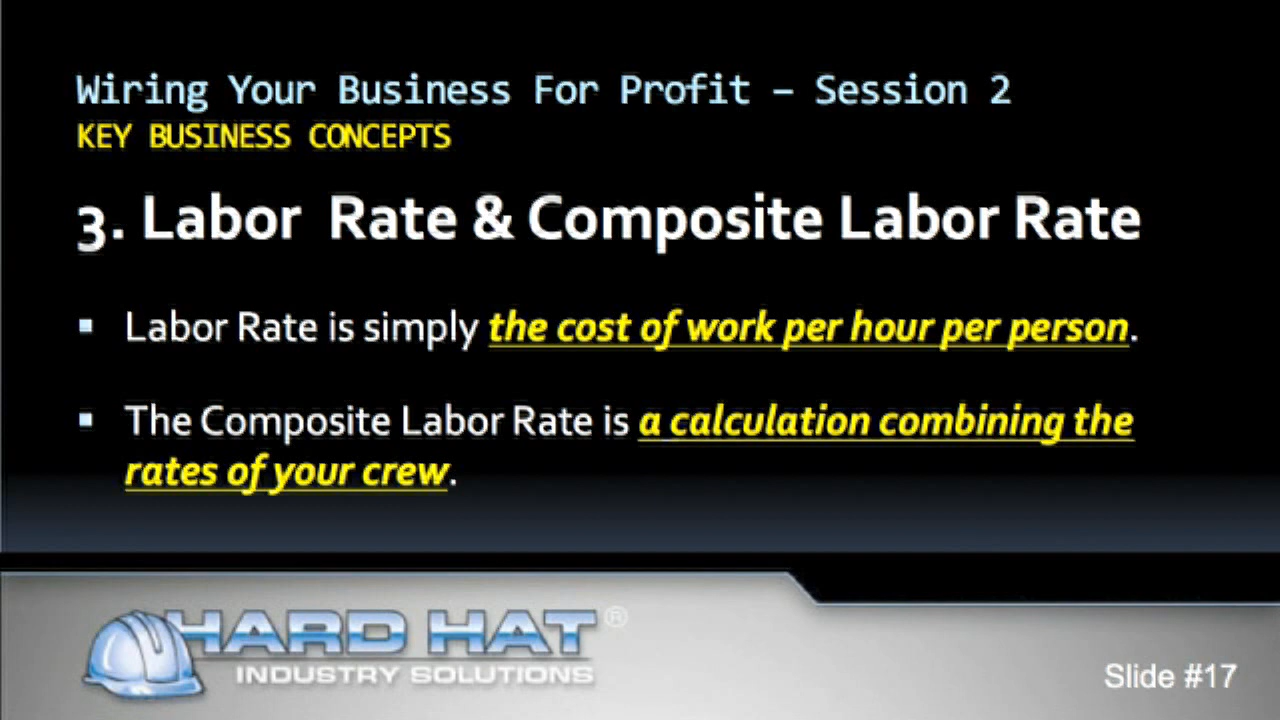 Wiring Your Business For Profit – Session 2
KEY BUSINESS CONCEPTS
3. Labor Rate & Composite Labor Rate
▪ Labor Rate is simply the cost of work per hour per person.
▪ The Composite Labor Rate is a calculation combining the
rates of your crew.
HARD HAT®
INDUSTRY SOLUTIONS
Slide #17